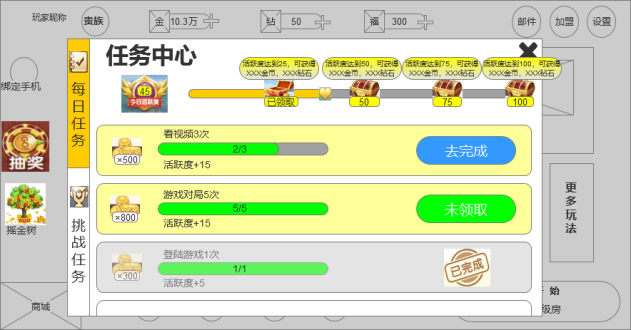 玩家昵称
贵族
金 10.3万
钻 50
福 300
邮件
加盟
设置
任务中心
绑定手机
抽奖
摇金树
商城
每日任务
挑战任务
45
今日活跃度
活跃度达到25，可获得
XXX金币，XXX钻石
活跃度达到50，可获得
XXX金币，XXX钻石
活跃度达到75，可获得
XXX金币，XXX钻石
活跃度达到100，可获得
XXX金币，XXX钻石
已领取
50
75
100
看视频3次
×500
2/3
活跃度+15
去完成
游戏对局5次
×800
5/5
活跃度+15
未领取
登陆游戏1次
×300
1/1
活跃度+5
已完成
更多玩法
始
级房